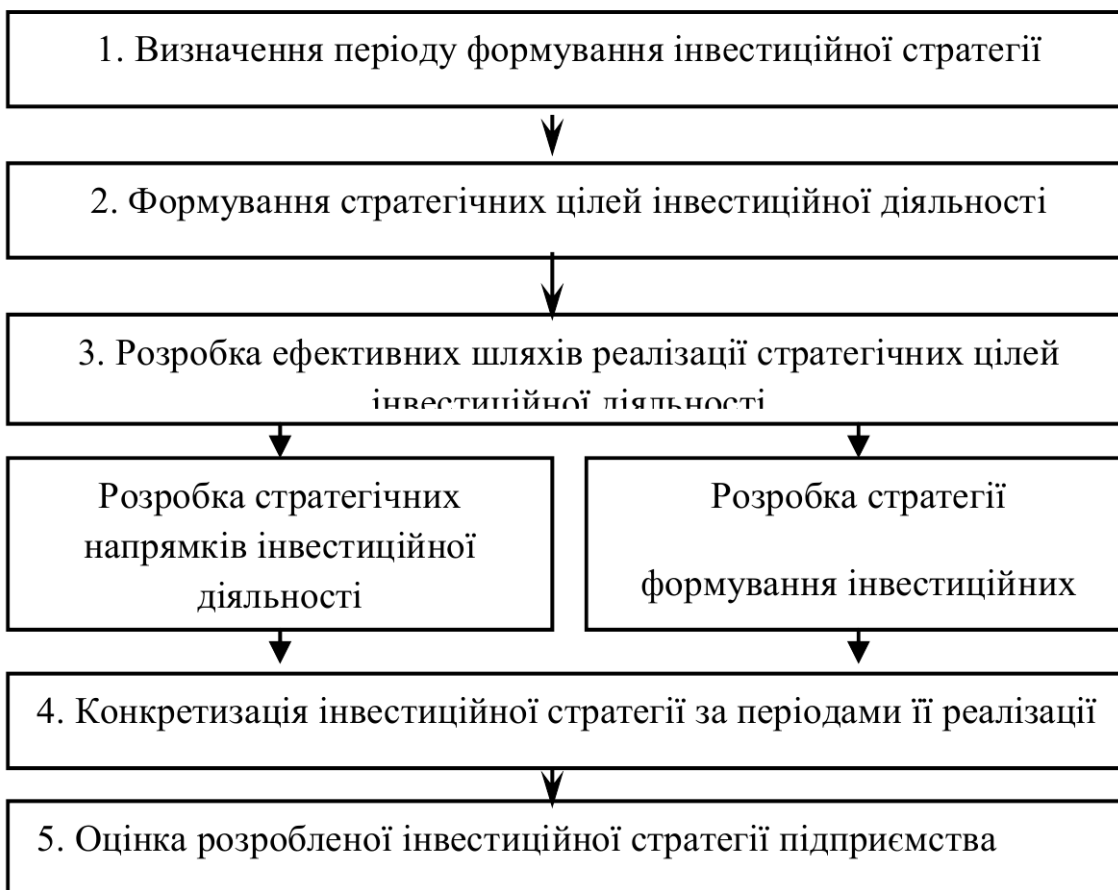 1. Визначення періоду формування інвестиційної стратегії
2. Формування стратегічних цілей інвестиційної діяльності
3. Розробка ефективних шляхів реалізації стратегічних цілей
інвестиційної діяльності
Розробка стратегічних
напрямків інвестиційної
діяльності
Розробка стратегії
формування інвестиційних
4. Конкретизація інвестиційної стратегії за періодами її реалізації
5. Оцінка розробленої інвестиційної стратегії підприємства